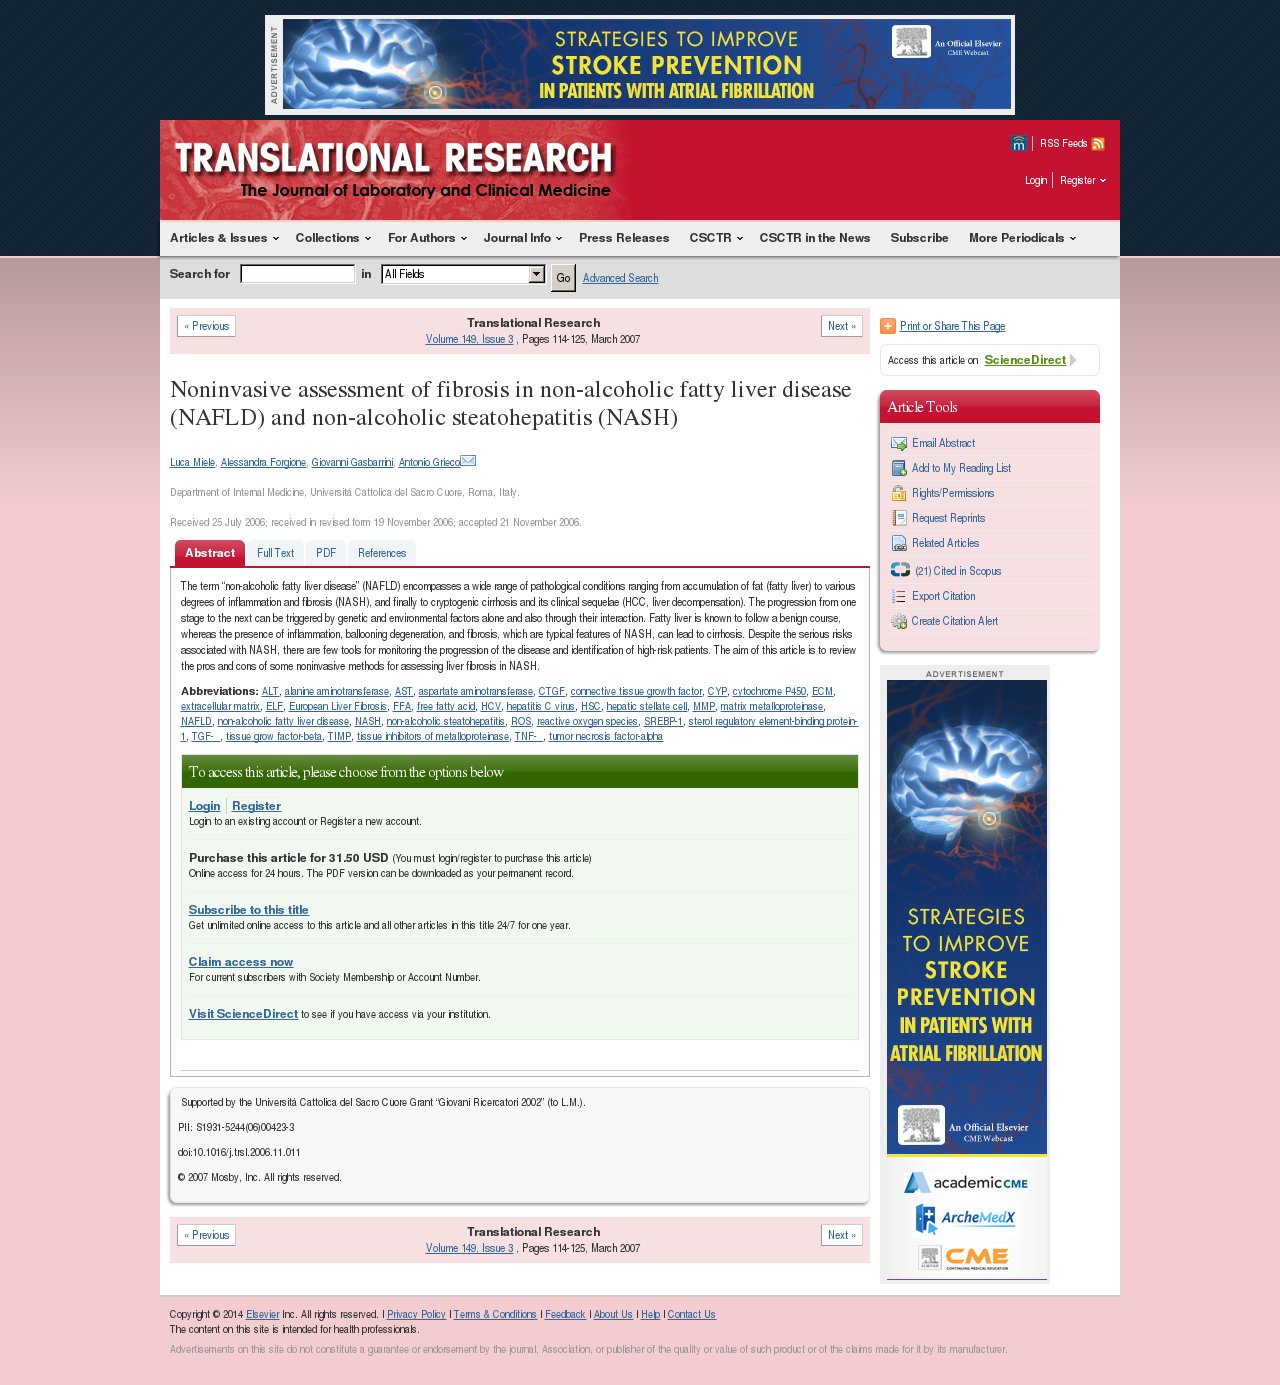 ADVERTISEMENT
STRATEGIES TO IMPROVE
STROKE PREVENTION
IN PATIENTS WITH ATRIAL FIBRILLATION
An Official Elsevier
CME Webcast
TRANSLATIONAL RESEARCH
The Journal of Laboratory and Clinical Medicine
m RSS Feeds
Login Register
Articles & Issues Collections For Authors Journal Info Press Releases CSCTR CSCTR in the News Subscribe More Periodicals
Search for in All Fields Go Advanced Search
« Previous
Translational Research
Volume 149, Issue 3 , Pages 114-125, March 2007
Next »
Noninvasive assessment of fibrosis in non-alcoholic fatty liver disease
(NAFLD) and non-alcoholic steatohepatitis (NASH)
Luca Miele, Alessandra Forgione, Giovanni Gasbarrini, Antonio Grieco
Department of Internal Medicine, Universitá Cattolica del Sacro Cuore, Roma, Italy.
Received 25 July 2006; received in revised form 19 November 2006; accepted 21 November 2006.
Abstract Full Text PDF References
The term “non-alcoholic fatty liver disease” (NAFLD) encompasses a wide range of pathological conditions ranging from accumulation of fat (fatty liver) to various
degrees of inflammation and fibrosis (NASH), and finally to cryptogenic cirrhosis and its clinical sequelae (HCC, liver decompensation). The progression from one
stage to the next can be triggered by genetic and environmental factors alone and also through their interaction. Fatty liver is known to follow a benign course,
whereas the presence of inflammation, ballooning degeneration, and fibrosis, which are typical features of NASH, can lead to cirrhosis. Despite the serious risks
associated with NASH, there are few tools for monitoring the progression of the disease and identification of high-risk patients. The aim of this article is to review
the pros and cons of some noninvasive methods for assessing liver fibrosis in NASH.
Abbreviations: ALT, alanine aminotransferase, AST, aspartate aminotransferase, CTGF, connective tissue growth factor, CYP, cytochrome P450, ECM,
extracellular matrix, ELF, European Liver Fibrosis, FFA, free fatty acid, HCV, hepatitis C virus, HSC, hepatic stellate cell, MMP, matrix metalloproteinase,
NAFLD, non-alcoholic fatty liver disease, NASH, non-alcoholic steatohepatitis, ROS, reactive oxygen species, SREBP-1, sterol regulatory element-binding protein-
1, TGF- , tissue grow factor-beta, TIMP, tissue inhibitors of metalloproteinase, TNF- , tumor necrosis factor-alpha
To access this article, please choose from the options below
Login Register
Login to an existing account or Register a new account.
Purchase this article for 31.50 USD (You must login/register to purchase this article)
Online access for 24 hours. The PDF version can be downloaded as your permanent record.
Subscribe to this title
Get unlimited online access to this article and all other articles in this title 24/7 for one year.
Claim access now
For current subscribers with Society Membership or Account Number.
Visit ScienceDirect to see if you have access via your institution.
Supported by the Universitá Cattolica del Sacro Cuore Grant “Giovani Ricercatori 2002” (to L.M.).
PII: S1931-5244(06)00423-3
doi:10.1016/j.trsl.2006.11.011
© 2007 Mosby, Inc. All rights reserved.
« Previous
Translational Research
Volume 149, Issue 3 , Pages 114-125, March 2007
Next »
Print or Share This Page
Access this article on ScienceDirect
Article Tools
Email Abstract
Add to My Reading List
Rights/Permissions
Request Reprints
Related Articles
(21) Cited in Scopus
Export Citation
Create Citation Alert
ADVERTISEMENT
STRATEGIES
TO IMPROVE
STROKE
PREVENTION
IN PATIENTS WITH
ATRIAL FIBRILLATION
An Official Elsevier
CME Webcast
academicCME
ArcheMedX
ELSEVIER CME
CONTINUING MEDICAL EDUCATION
Copyright © 2014 Elsevier Inc. All rights reserved. | Privacy Policy | Terms & Conditions | Feedback | About Us | Help | Contact Us
The content on this site is intended for health professionals.
Advertisements on this site do not constitute a guarantee or endorsement by the journal, Association, or publisher of the quality or value of such product or of the claims made for it by its manufacturer.